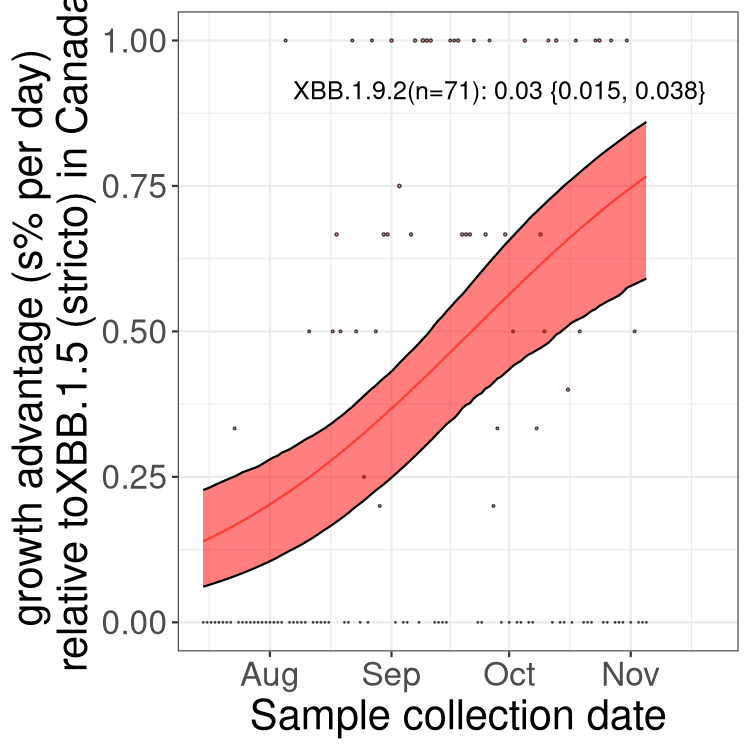 growth advantage (s% per day)
relative toXBB.1.5 (stricto) in Canada
1.00
0.75
0.50
0.25
0.00
XBB.1.9.2(n=71): 0.03 {0.015, 0.038}
Aug Sep Oct Nov
Sample collection date